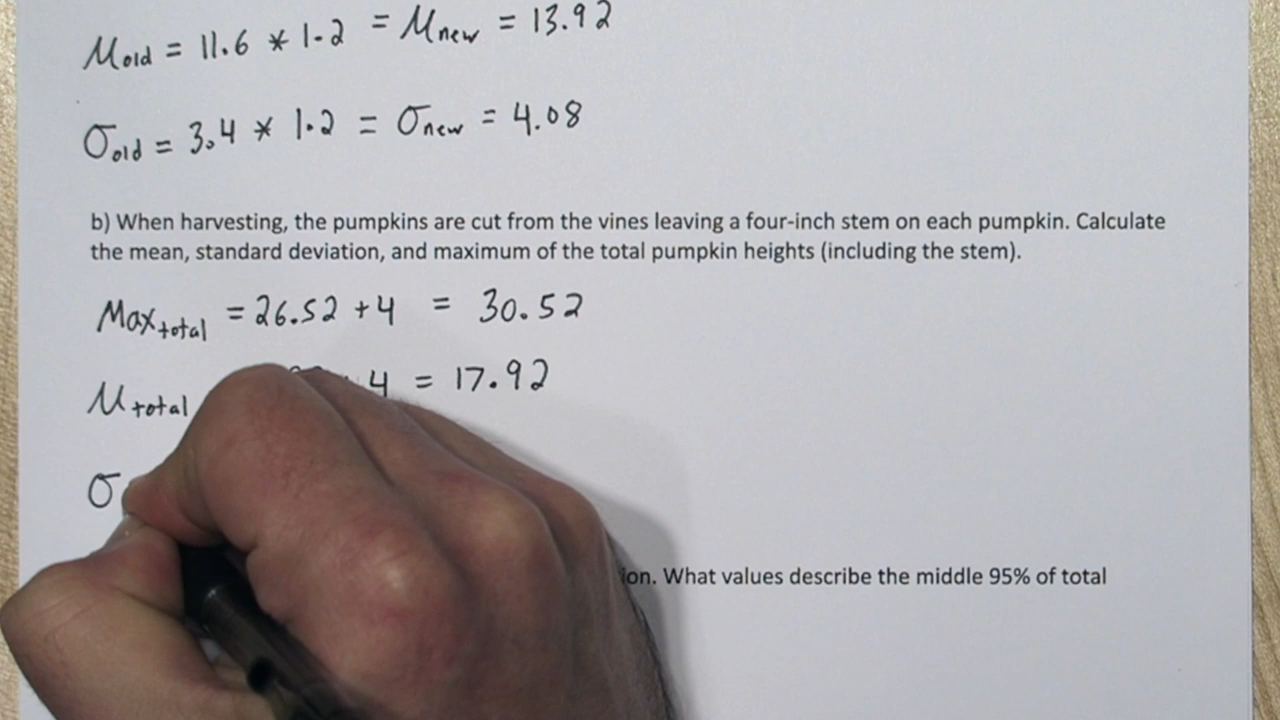 μold = 11.6 * 1.2 = μnew = 13.92
σold = 3.4 * 1.2 = σnew = 4.08
b) When harvesting, the pumpkins are cut from the vines leaving a four-inch stem on each pumpkin. Calculate
the mean, standard deviation, and maximum of the total pumpkin heights (including the stem).
Maxtotal = 26.52 + 4 = 30.52
μtotal 4 = 17.92
σ
What values describe the middle 95% of total